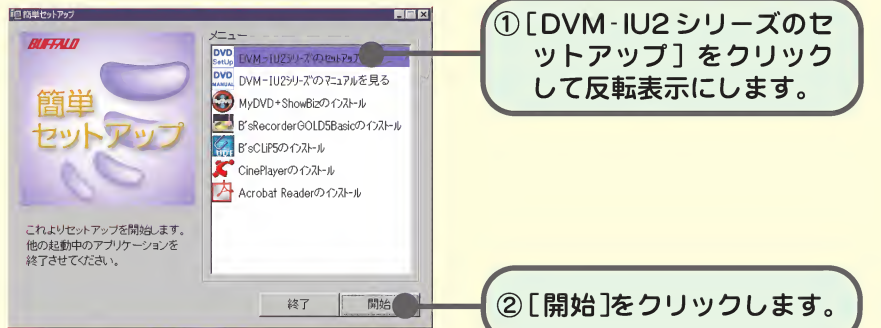 簡単セットアップ
BUFFALO
簡単
セットアップ
これよりセットアップを開始します。
他の起動中のアプリケーションを
終了させてください。
メニュー
DVD SetUp DVM-IU2シリーズのセットアップ
DVD MANUAL DVM-IU2シリーズのマニュアルを見る
MyDVD+ShowBizのインストール
B'sRecorderGOLD5Basicのインストール
B'sCLiP5のインストール
CinePlayerのインストール
Acrobat Readerのインストール
終了
開始
①[DVM-IU2シリーズのセ
ットアップ]をクリック
して反転表示にします。
②[開始]をクリックします。